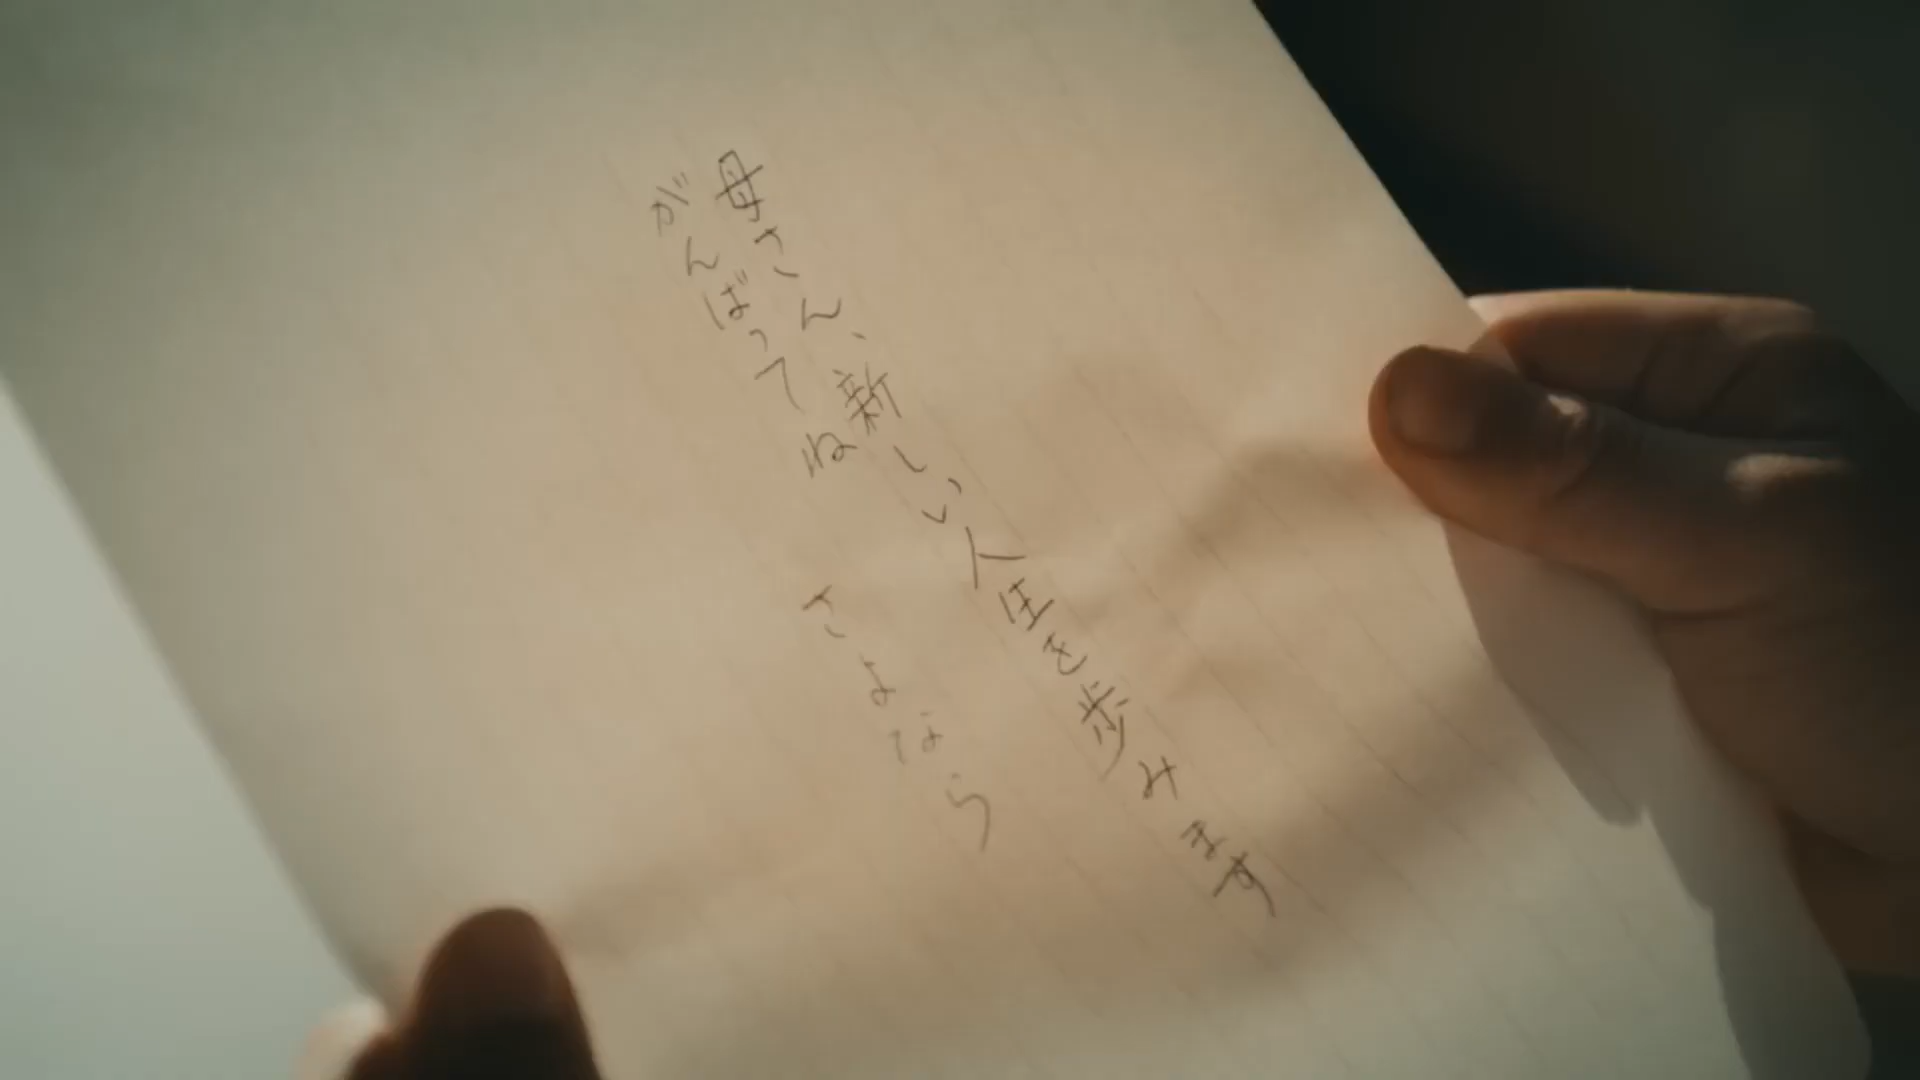 母さん、新しい人生を歩みます
がんばってね
さよなら